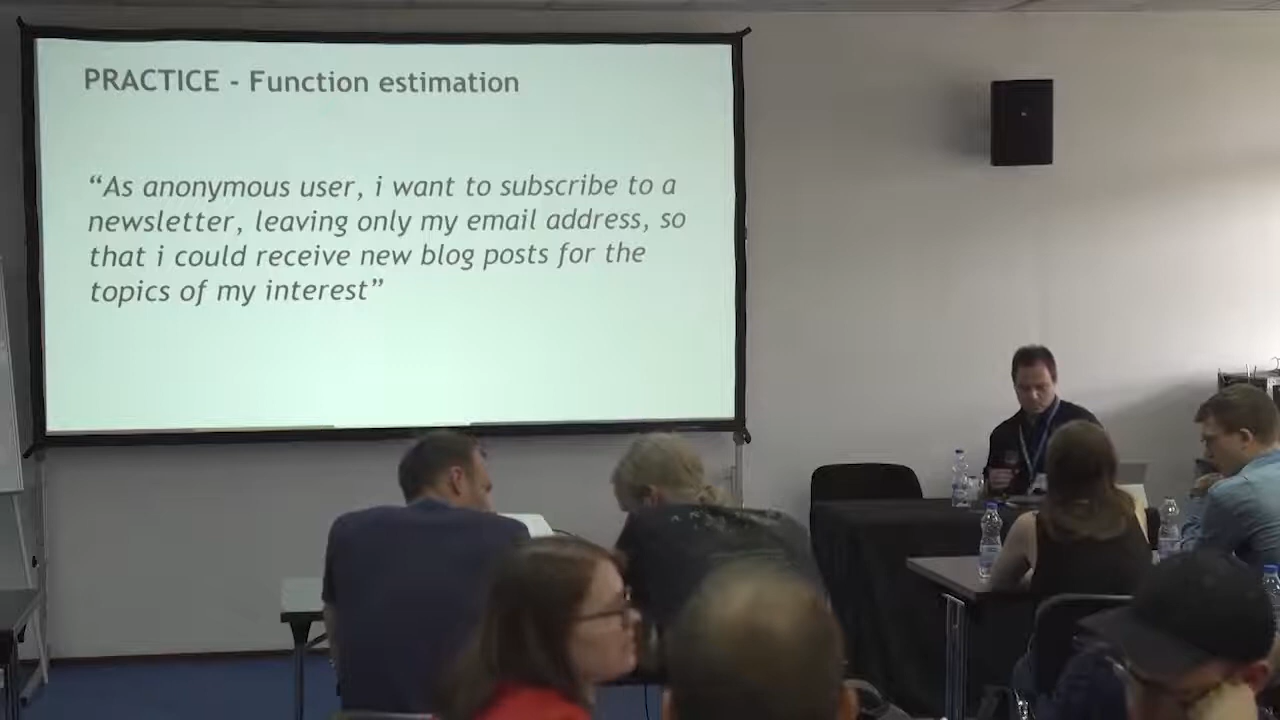 PRACTICE - Function estimation
“As anonymous user, i want to subscribe to a
newsletter, leaving only my email address, so
that i could receive new blog posts for the
topics of my interest”